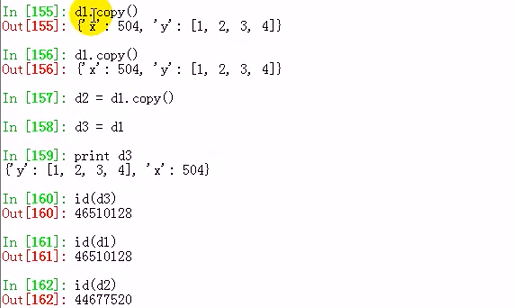 In [155]: d1.copy()
Out[155]: {'x': 504, 'y': [1, 2, 3, 4]}
In [156]: d1.copy()
Out[156]: {'x': 504, 'y': [1, 2, 3, 4]}
In [157]: d2 = d1.copy()
In [158]: d3 = d1
In [159]: print d3
{'y': [1, 2, 3, 4], 'x': 504}
In [160]: id(d3)
Out[160]: 46510128
In [161]: id(d1)
Out[161]: 46510128
In [162]: id(d2)
Out[162]: 44677520